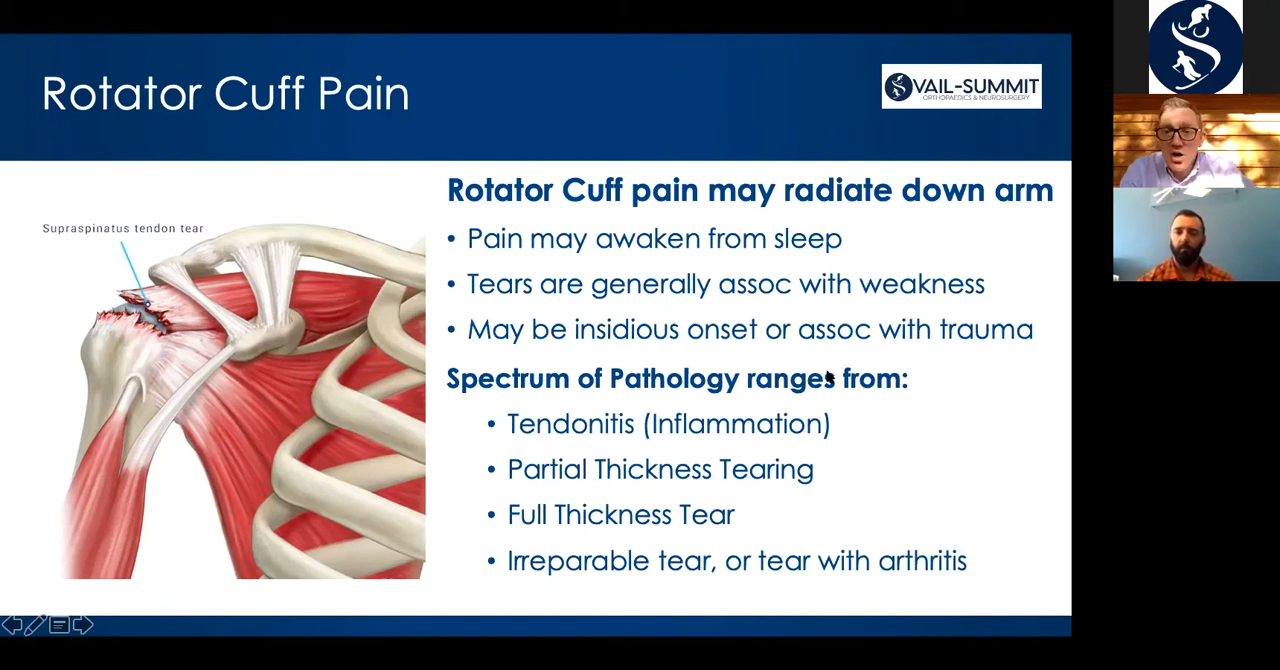 Rotator Cuff Pain
VAIL-SUMMIT
ORTHOPAEDICS & NEUROSURGERY
Rotator Cuff pain may radiate down arm
• Pain may awaken from sleep
• Tears are generally assoc with weakness
• May be insidious onset or assoc with trauma
Spectrum of Pathology ranges from:
• Tendonitis (Inflammation)
• Partial Thickness Tearing
• Full Thickness Tear
• Irreparable tear, or tear with arthritis
Supraspinatus tendon tear